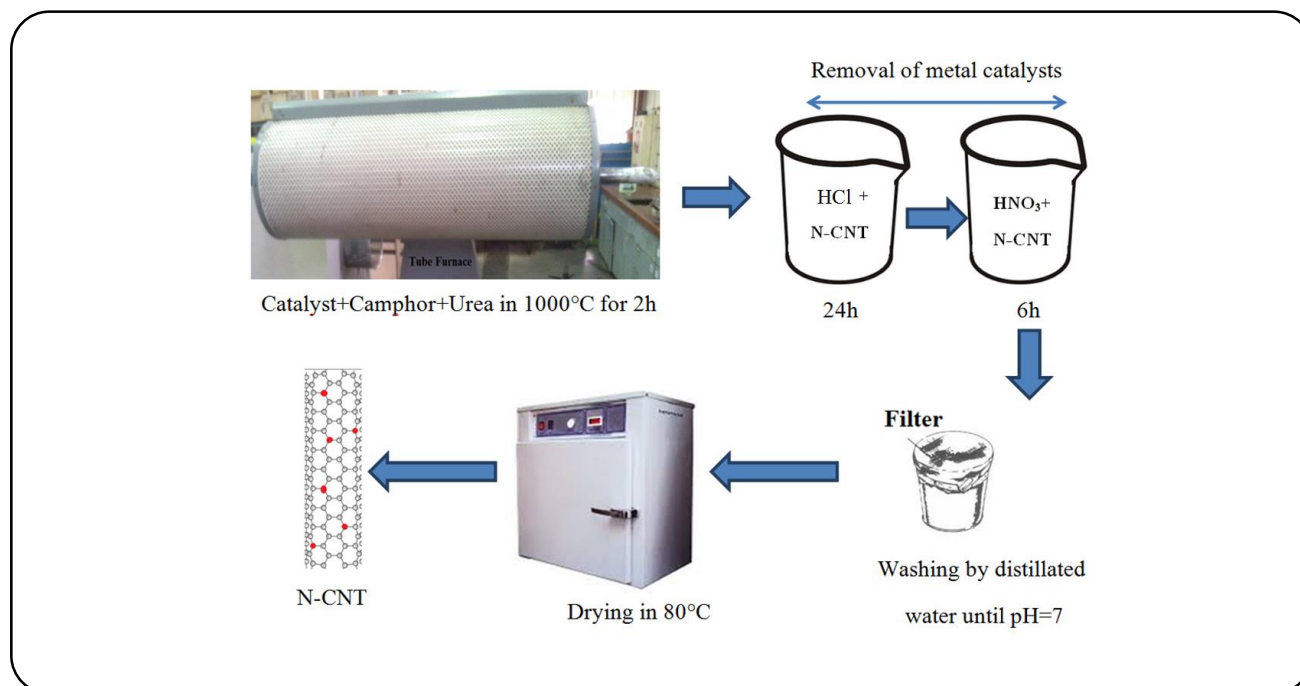 Removal of metal catalysts
Tube Furnace
Catalyst+Camphor+Urea in 1000°C for 2h
HCl +
N-CNT
24h
HNO₃+
N-CNT
6h
Filter
Washing by distillated
water until pH=7
Drying in 80°C
N-CNT